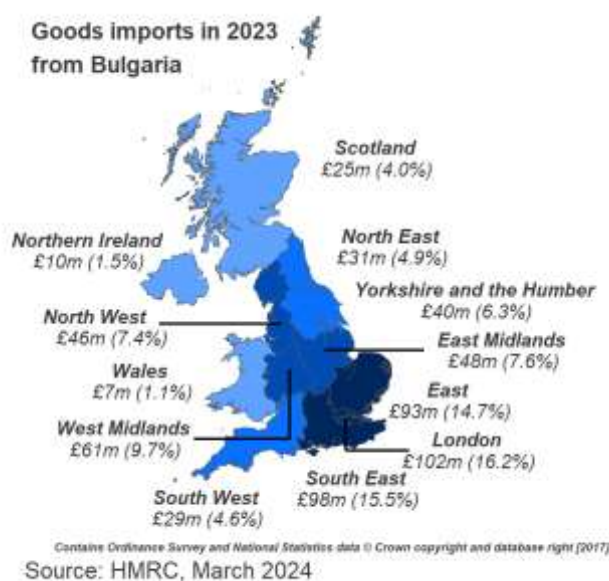 Goods imports in 2023
from Bulgaria
Scotland
£25m (4.0%)
Northern Ireland
£10m (1.5%)
North East
£31m (4.9%)
Yorkshire and the Humber
£40m (6.3%)
North West
£46m (7.4%)
East Midlands
£48m (7.6%)
Wales
£7m (1.1%)
East
£93m (14.7%)
West Midlands
£61m (9.7%)
London
£102m (16.2%)
South East
£98m (15.5%)
South West
£29m (4.6%)
Contains Ordinance Survey and National Statistics data © Crown copyright and database right [2017]
Source: HMRC, March 2024